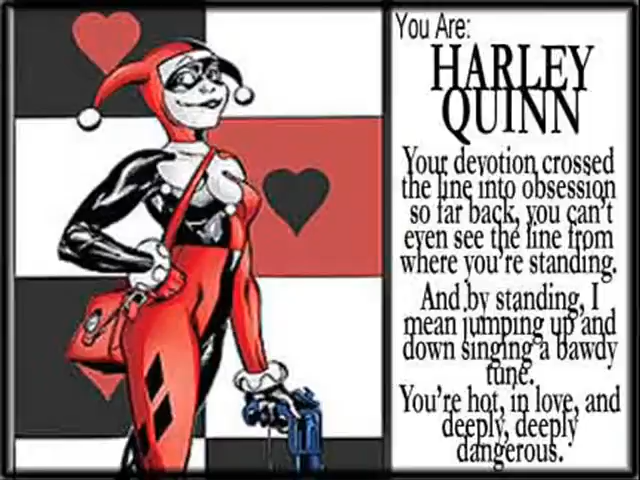 You Are:
HARLEY
QUINN
Your devotion crossed
the line into obsession
so far back, you can't
even see the line from
where you're standing.
And by standing, I
mean jumping up and
down singing a bawdy
tune.
You're hot, in love, and
deeply, deeply
dangerous.